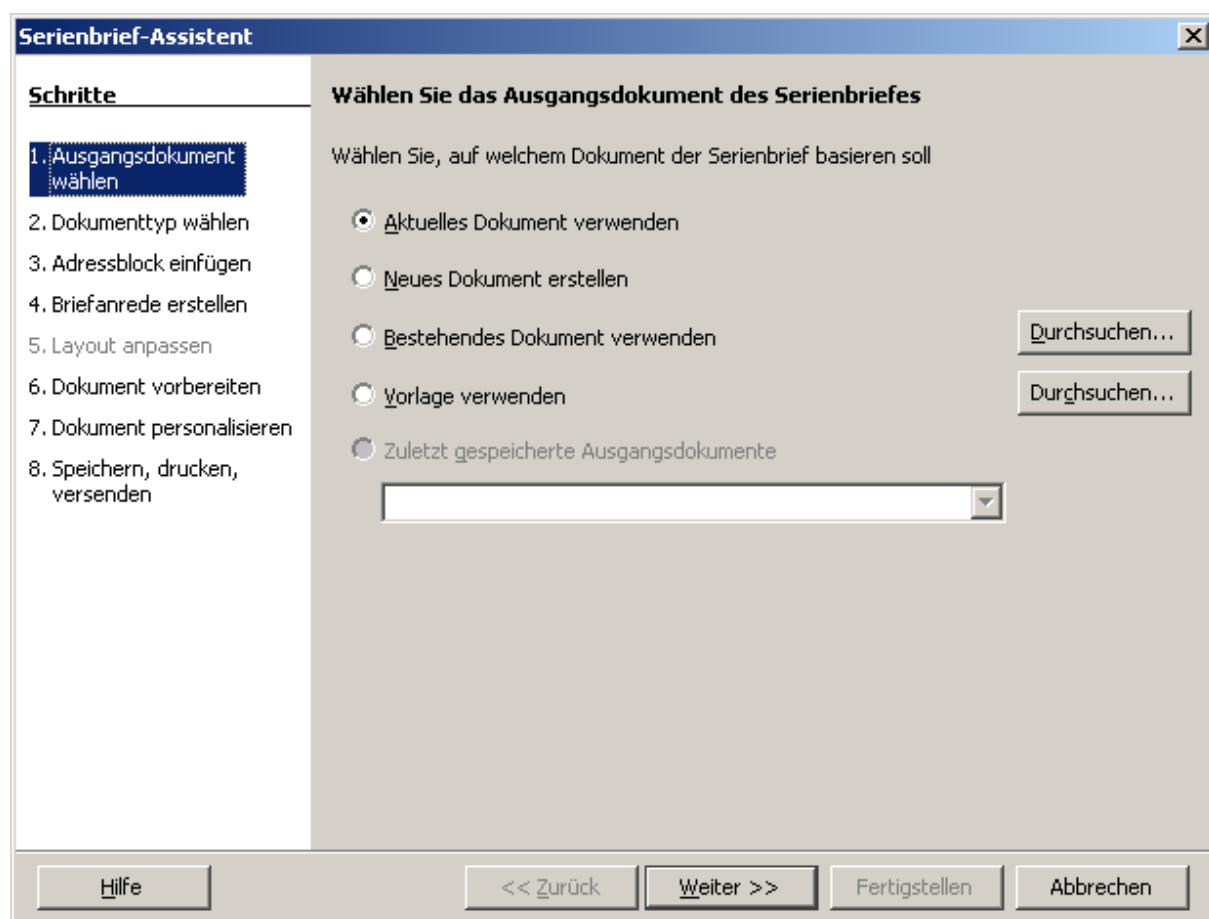 Serienbrief-Assistent
Schritte
1. Ausgangsdokument
wählen
2. Dokumenttyp wählen
3. Adressblock einfügen
4. Briefanrede erstellen
5. Layout anpassen
6. Dokument vorbereiten
7. Dokument personalisieren
8. Speichern, drucken,
versenden
Wählen Sie das Ausgangsdokument des Serienbriefes
Wählen Sie, auf welchem Dokument der Serienbrief basieren soll
Aktuelles Dokument verwenden
Neues Dokument erstellen
Bestehendes Dokument verwenden
Durchsuchen...
Vorlage verwenden
Durchsuchen...
Zuletzt gespeicherte Ausgangsdokumente
Hilfe
<< Zurück
Weiter >>
Fertigstellen
Abbrechen